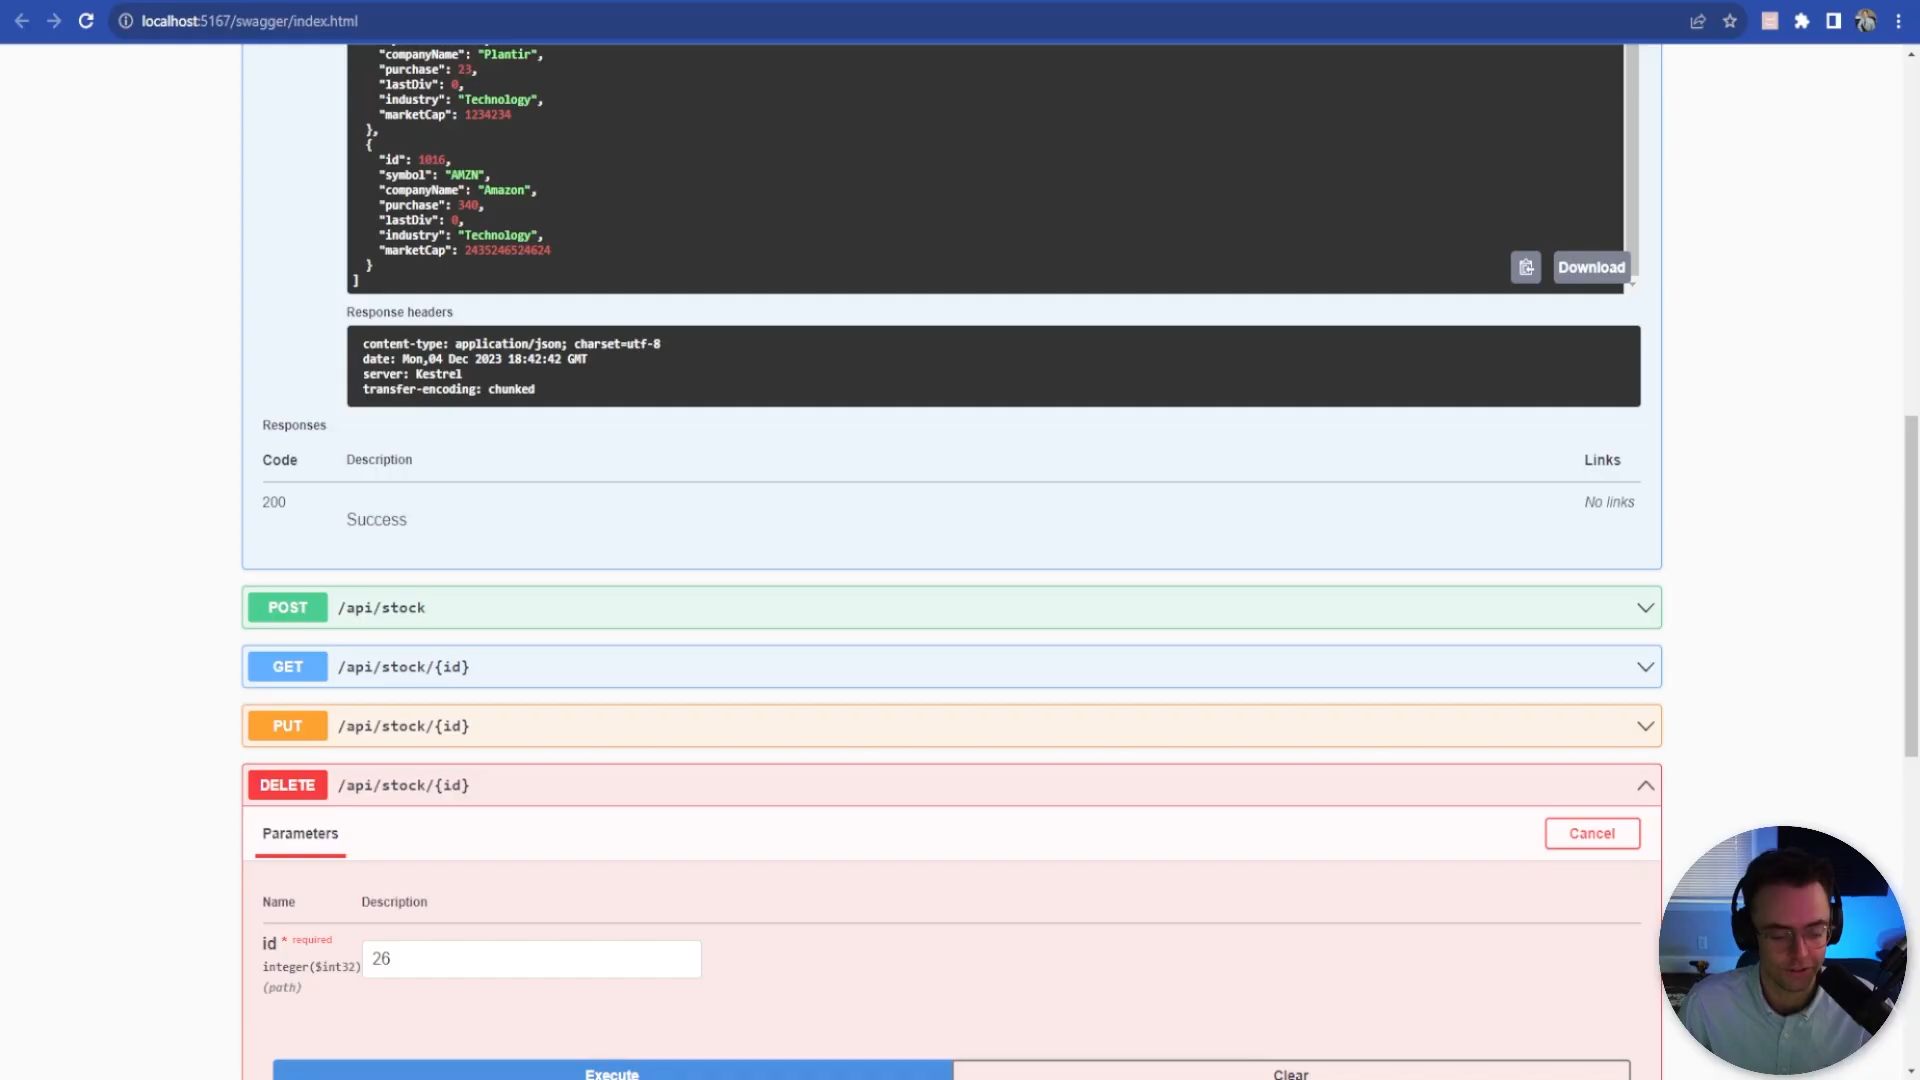 localhost:5167/swagger/index.html
"companyName": "Plantir",
"purchase": 23,
"lastDiv": 0,
"industry": "Technology",
"marketCap": 1234234
},
{
"id": 1016,
"symbol": "AMZN",
"companyName": "Amazon",
"purchase": 340,
"lastDiv": 0,
"industry": "Technology",
"marketCap": 2435246524624
}
]
Download
Response headers
content-type: application/json; charset=utf-8
date: Mon,04 Dec 2023 18:42:42 GMT
server: Kestrel
transfer-encoding: chunked
Responses
Code Description Links
200 Success No links
POST /api/stock
GET /api/stock/{id}
PUT /api/stock/{id}
DELETE /api/stock/{id}
Parameters Cancel
Name Description
id * required
integer($int32) 26
(path)
Execute Clear